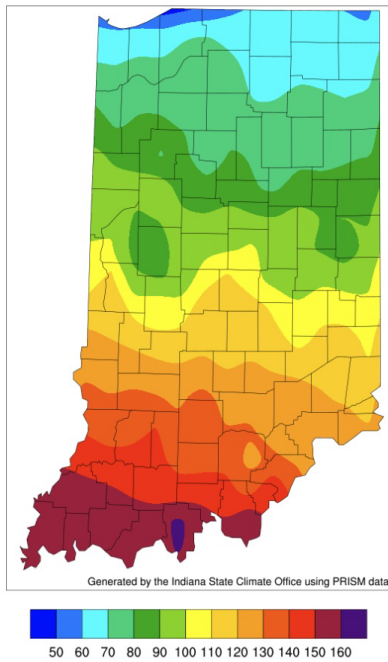 Generated by the Indiana State Climate Office using PRISM data
50 60 70 80 90 100 110 120 130 140 150 160